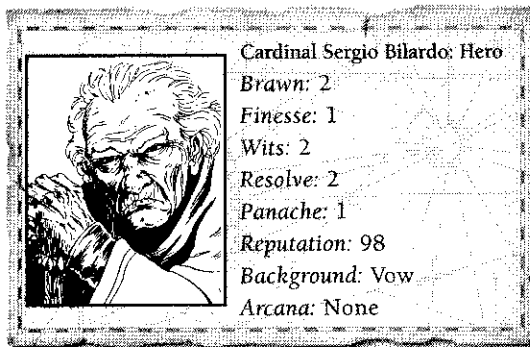 Cardinal Sergio Bilardo: Hero
Brawn: 2
Finesse: 1
Wits: 2
Resolve: 2
Panache: 1
Reputation: 98
Background: Vow
Arcana: None